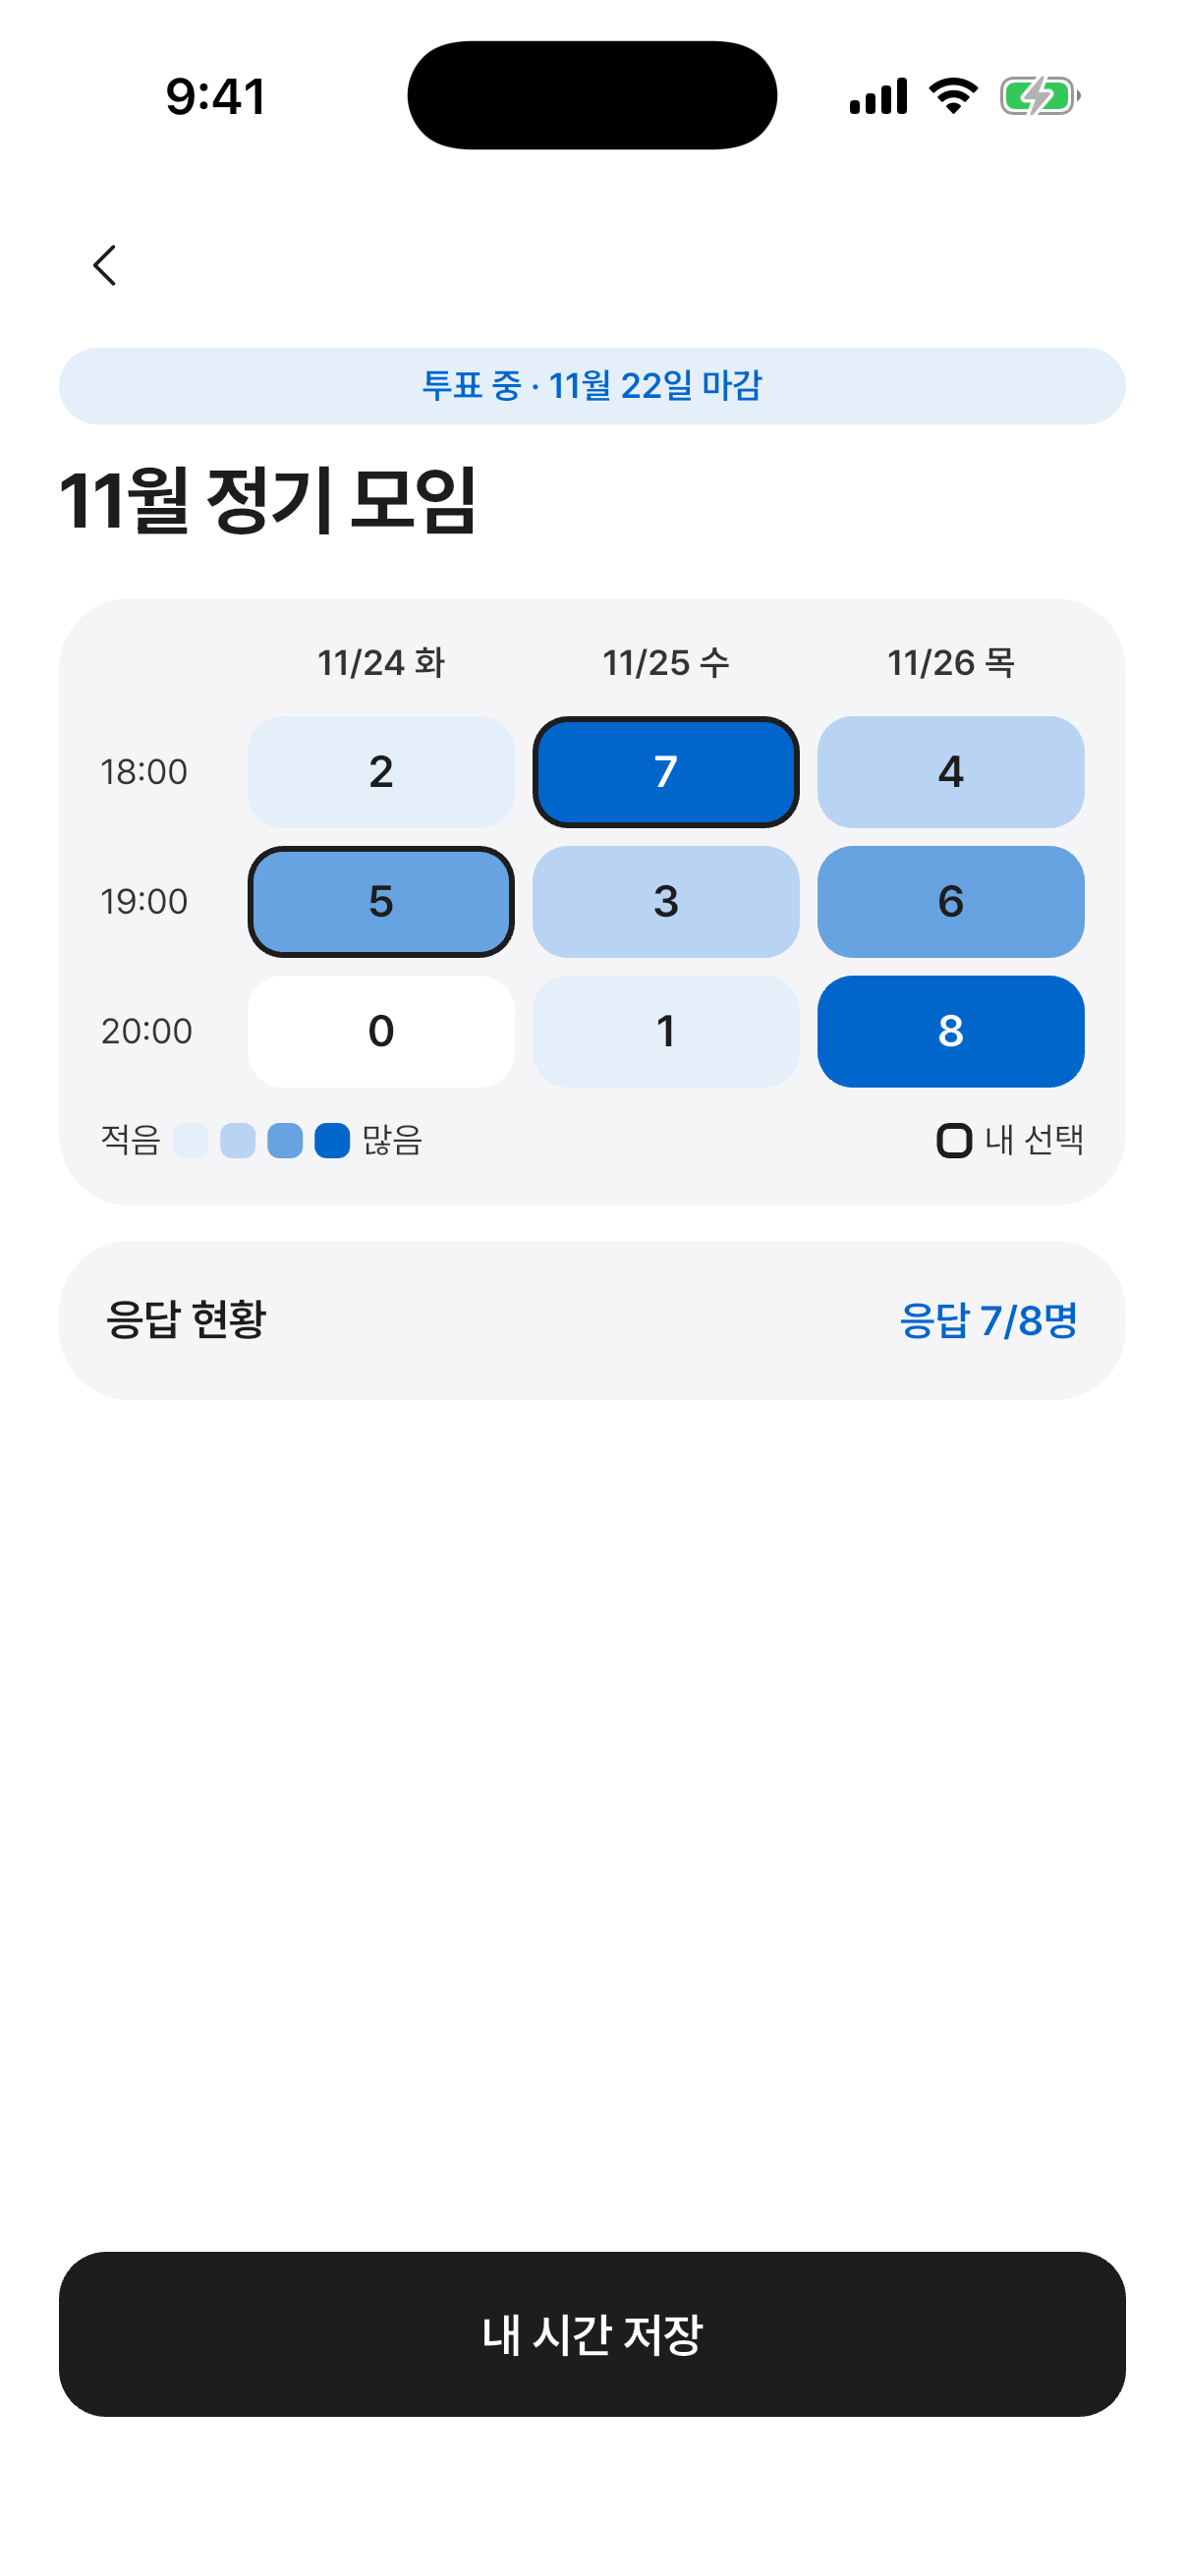 9:41
투표 중 · 11월 22일 마감
11월 정기 모임
11/24 화 11/25 수 11/26 목
18:00 2 7 4
19:00 5 3 6
20:00 0 1 8
적음 많음 내 선택
응답 현황 응답 7/8명
내 시간 저장